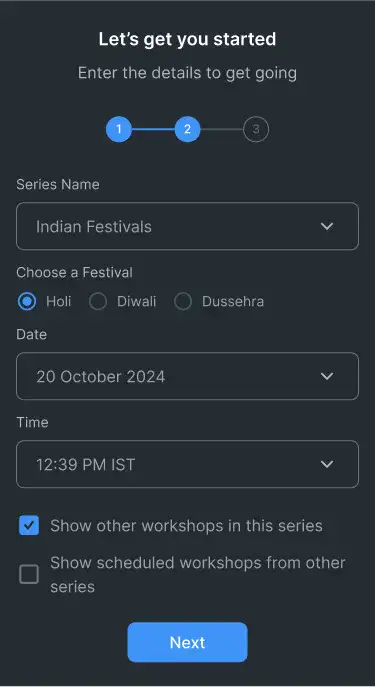 Let's get you started
Enter the details to get going
1 2 3
Series Name
Indian Festivals
Choose a Festival
Holi Diwali Dussehra
Date
20 October 2024
Time
12:39 PM IST
Show other workshops in this series
Show scheduled workshops from other
series
Next